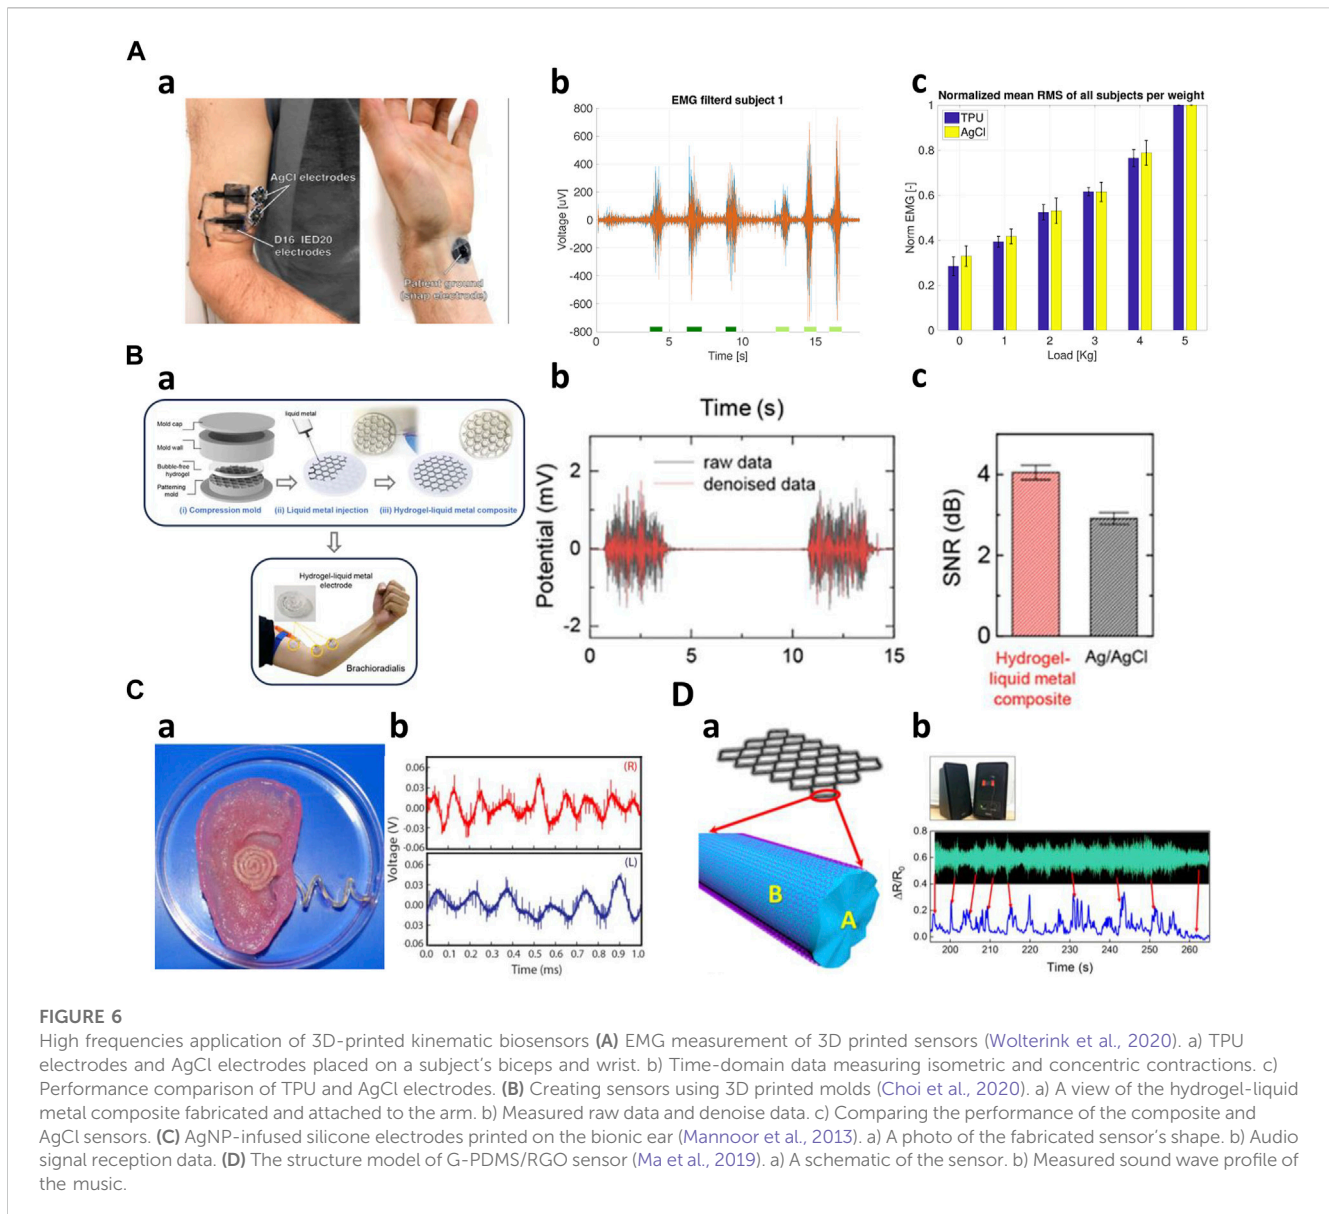 A
a
AgCl electrodes
D16 IED20
electrodes
Patient ground
(snap electrode)
b
EMG filterd subject 1
800
600
400
200
0
-200
-400
-600
-800
Voltage [uV]
0
5
10
15
Time [s]
c
Normalized mean RMS of all subjects per weight
TPU
AgCl
1
0.8
0.6
0.4
0.2
0
Norm EMG [-]
0
1
2
3
4
5
Load [Kg]
B
a
Mold cap
Mold wall
Bubble-free
hydrogel
Patterning
mold
liquid metal
(i) Compression mold
(ii) Liquid metal injection
(iii) Hydrogel-liquid metal composite
Hydrogel-liquid metal
electrode
Brachioradialis
b
Time (s)
raw data
denoised data
Potential (mV)
2
0
-2
0
5
10
15
c
SNR (dB)
4
2
0
Hydrogel-
liquid metal
composite
Ag/AgCl
C
a
b
(R)
0.06
0.03
0.00
-0.03
-0.06
Voltage (V)
(L)
0.06
0.03
0.00
0.03
0.06
0.0 0.1 0.2 0.3 0.4 0.5 0.6 0.7 0.8 0.9 1.0
Time (ms)
D
a
B
A
b
0.8
0.6
0.4
0.2
0.0
ΔR/R0
200 210 220 230 240 250 260
Time (s)
FIGURE 6
High frequencies application of 3D-printed kinematic biosensors (A) EMG measurement of 3D printed sensors (Wolterink et al., 2020). a) TPU
electrodes and AgCl electrodes placed on a subject's biceps and wrist. b) Time-domain data measuring isometric and concentric contractions. c)
Performance comparison of TPU and AgCl electrodes. (B) Creating sensors using 3D printed molds (Choi et al., 2020). a) A view of the hydrogel-liquid
metal composite fabricated and attached to the arm. b) Measured raw data and denoise data. c) Comparing the performance of the composite and
AgCl sensors. (C) AgNP-infused silicone electrodes printed on the bionic ear (Mannoor et al., 2013). a) A photo of the fabricated sensor's shape. b) Audio
signal reception data. (D) The structure model of G-PDMS/RGO sensor (Ma et al., 2019). a) A schematic of the sensor. b) Measured sound wave profile of
the music.